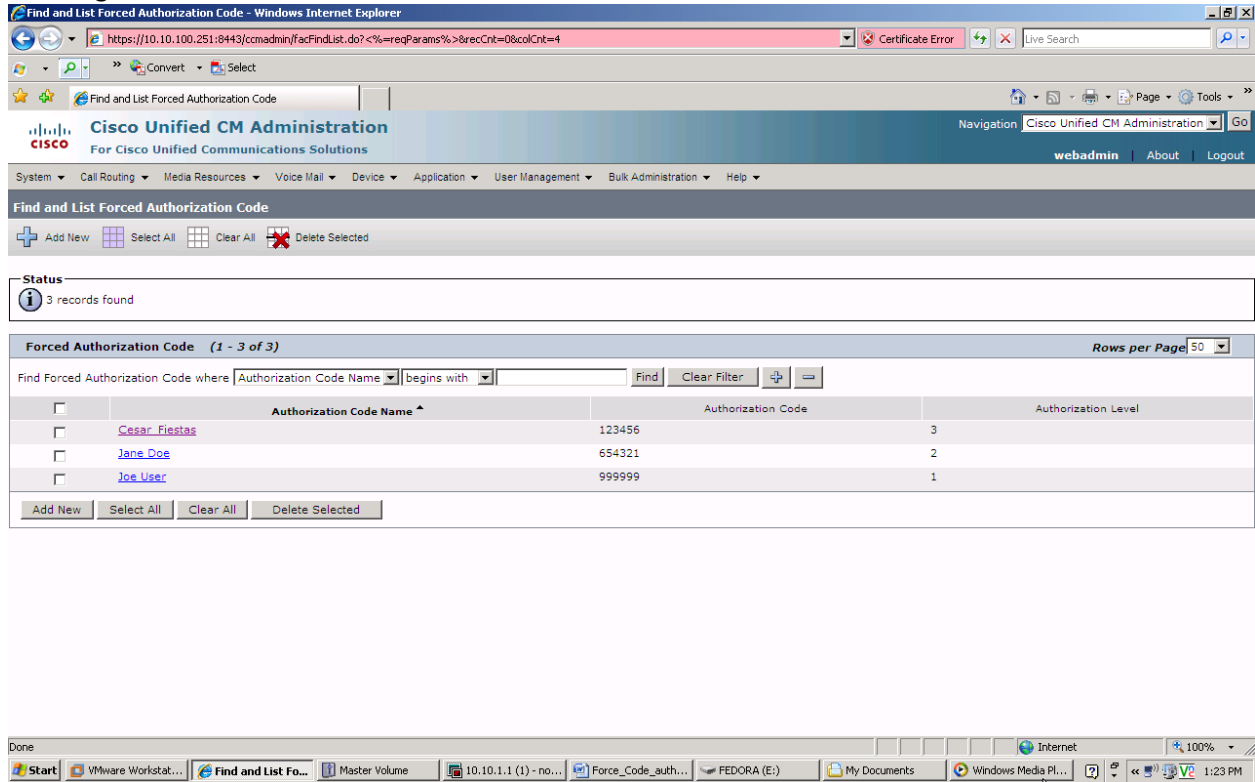 Find and List Forced Authorization Code - Windows Internet Explorer
https://10.10.100.251:8443/ccmadmin/facFindList.do?<%=reqParams%>&recCnt=0&colCnt=4
Certificate Error
Live Search
» Convert Select
Find and List Forced Authorization Code
Page Tools »
CISCO
Cisco Unified CM Administration
For Cisco Unified Communications Solutions
Navigation Cisco Unified CM Administration Go
webadmin | About | Logout
System Call Routing Media Resources Voice Mail Device Application User Management Bulk Administration Help
Find and List Forced Authorization Code
Add New Select All Clear All Delete Selected
Status
i 3 records found
Forced Authorization Code (1 - 3 of 3) Rows per Page 50
Find Forced Authorization Code where Authorization Code Name begins with Find Clear Filter
Authorization Code Name Authorization Code Authorization Level
Cesar Fiestas 123456 3
Jane Doe 654321 2
Joe User 999999 1
Add New Select All Clear All Delete Selected
Done Internet 100%
Start VMware Workstat... Find and List Fo... Master Volume 10.10.1.1 (1) - no... Force_Code_auth... FEDORA (E:) My Documents Windows Media Pl... ? « 1:23 PM